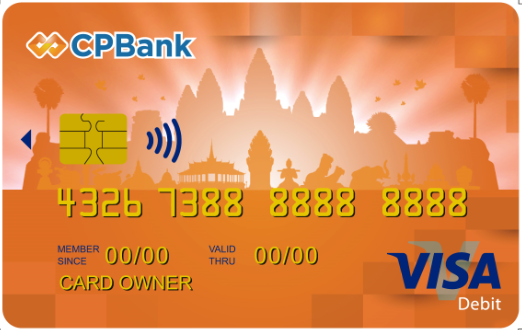 CPBank
4326 7388 8888 8888
MEMBER SINCE 00/00 VALID THRU 00/00
CARD OWNER
VISA
Debit